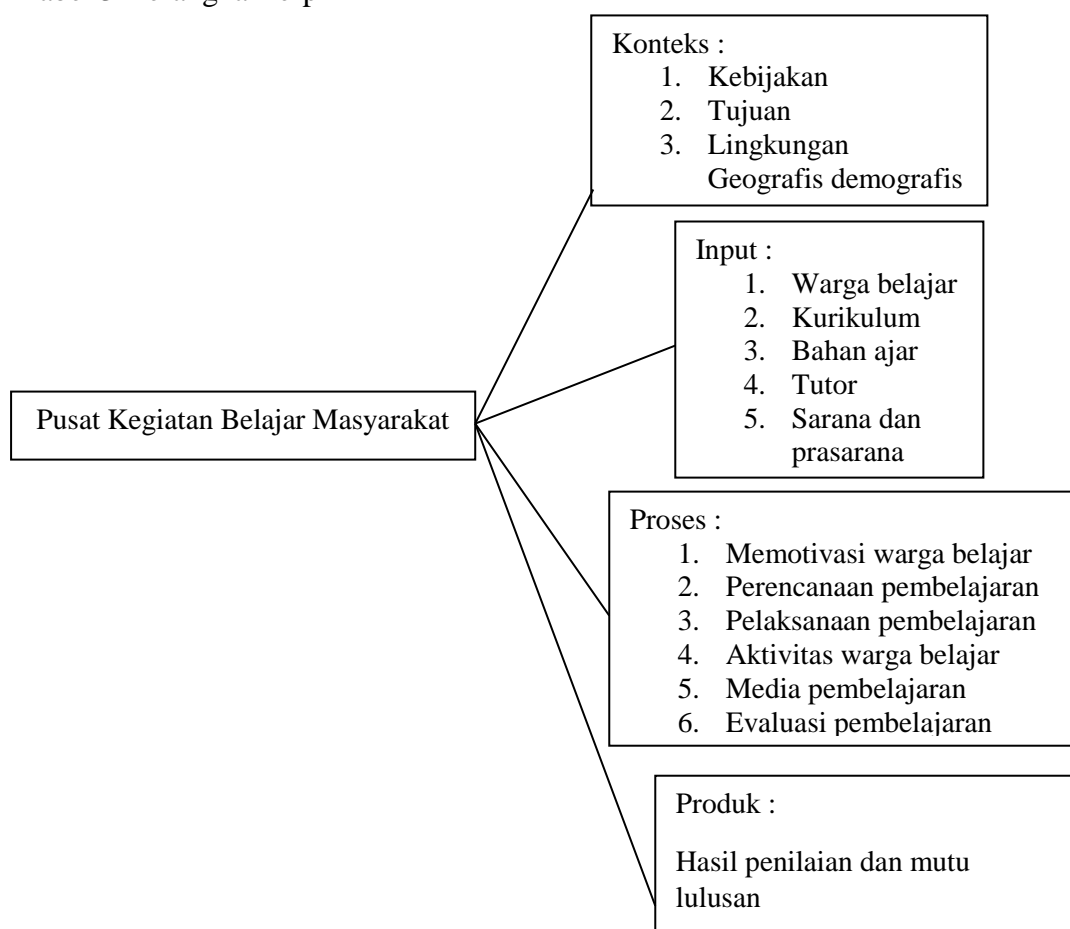 Konteks :
1. Kebijakan
2. Tujuan
3. Lingkungan
Geografis demografis
Input :
1. Warga belajar
2. Kurikulum
3. Bahan ajar
4. Tutor
5. Sarana dan
prasarana
Pusat Kegiatan Belajar Masyarakat
Proses :
1. Memotivasi warga belajar
2. Perencanaan pembelajaran
3. Pelaksanaan pembelajaran
4. Aktivitas warga belajar
5. Media pembelajaran
6. Evaluasi pembelajaran
Produk :
Hasil penilaian dan mutu
lulusan